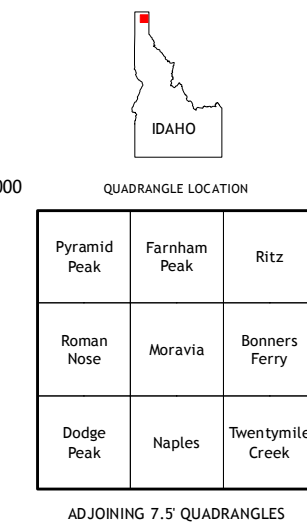 IDAHO
000
QUADRANGLE LOCATION
Pyramid
Peak
Farnham
Peak
Ritz
Roman
Nose
Moravia
Bonners
Ferry
Dodge
Peak
Naples
Twentymile
Creek
ADJOINING 7.5' QUADRANGLES